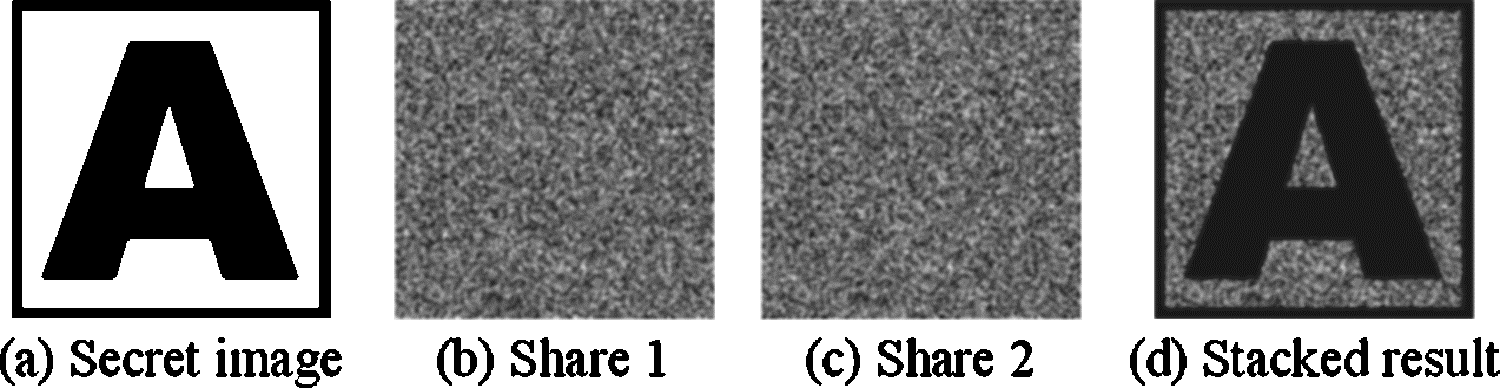 A
A
(a) Secret image
(b) Share 1
(c) Share 2
(d) Stacked result